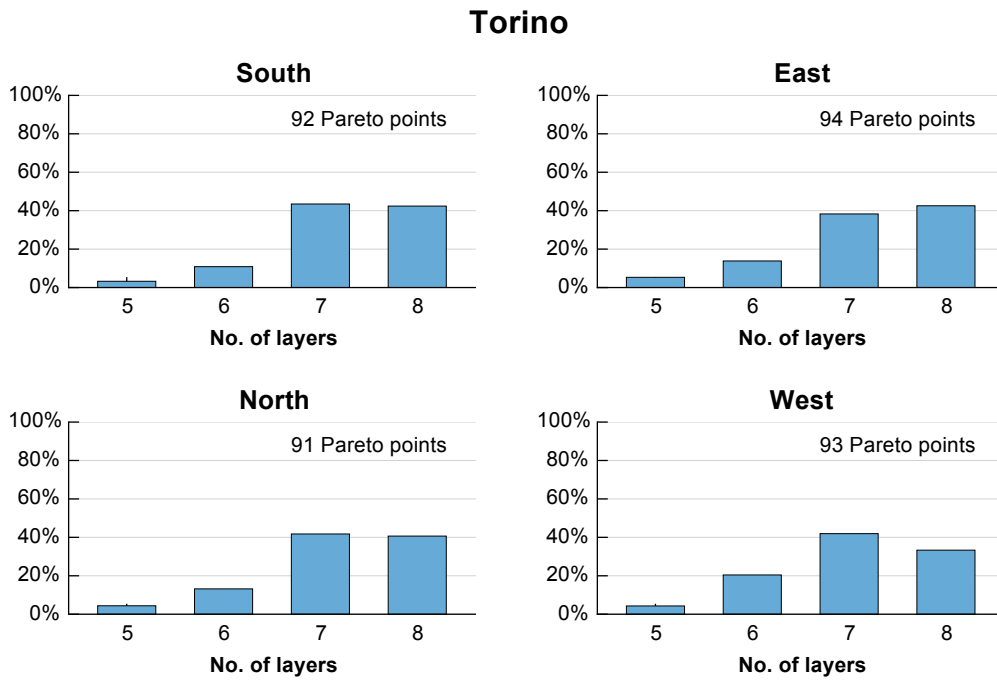 Torino
South
100%
92 Pareto points
80%
60%
40%
20%
0%
5 6 7 8
No. of layers
East
100%
94 Pareto points
80%
60%
40%
20%
0%
5 6 7 8
No. of layers
North
100%
91 Pareto points
80%
60%
40%
20%
0%
5 6 7 8
No. of layers
West
100%
93 Pareto points
80%
60%
40%
20%
0%
5 6 7 8
No. of layers